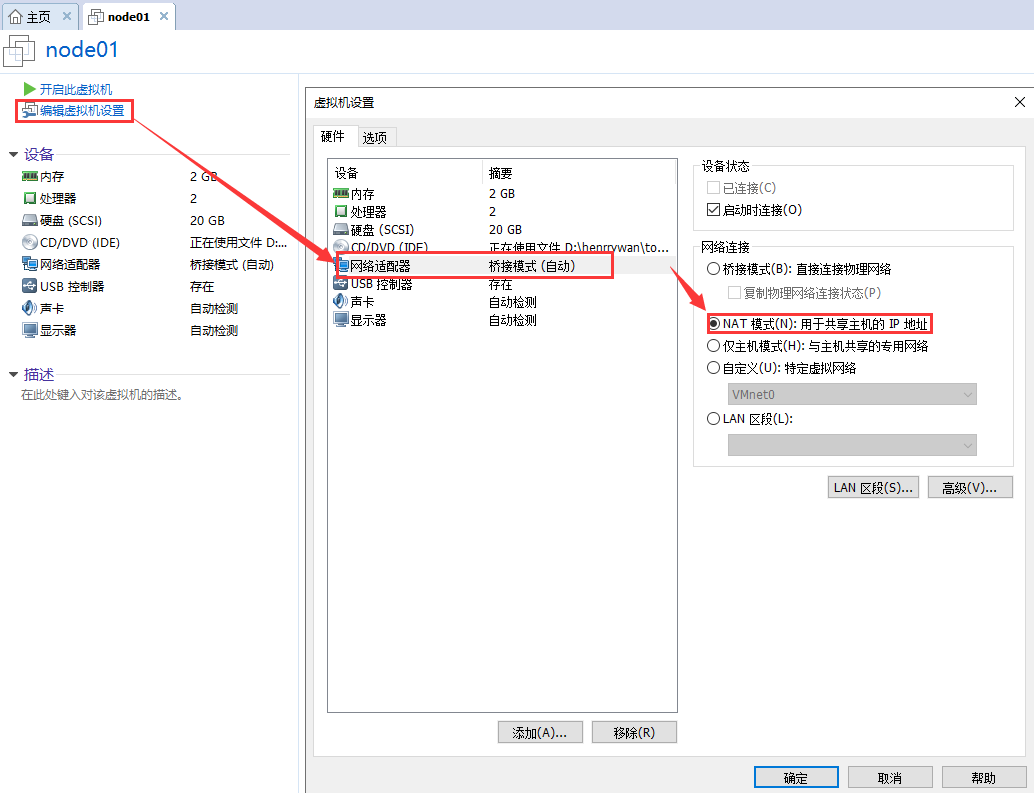 主页
node01
node01
开启此虚拟机
编辑虚拟机设置
设备
内存 2 GB
处理器 2
硬盘 (SCSI) 20 GB
CD/DVD (IDE) 正在使用文件 D:...
网络适配器 桥接模式 (自动)
USB 控制器 存在
声卡 自动检测
显示器 自动检测
描述
在此处键入对该虚拟机的描述。
虚拟机设置
硬件 选项
设备 摘要
内存 2 GB
处理器 2
硬盘 (SCSI) 20 GB
CD/DVD (IDE) 正在使用文件 D:\henrrywan\to...
网络适配器 桥接模式 (自动)
USB 控制器 存在
声卡 自动检测
显示器 自动检测
添加(A)... 移除(R)
设备状态
已连接(C)
启动时连接(O)
网络连接
桥接模式(B): 直接连接物理网络
复制物理网络连接状态(P)
NAT 模式(N): 用于共享主机的 IP 地址
仅主机模式(H): 与主机共享的专用网络
自定义(U): 特定虚拟网络
VMnet0
LAN 区段(L):
LAN 区段(S)... 高级(V)...
确定 取消 帮助